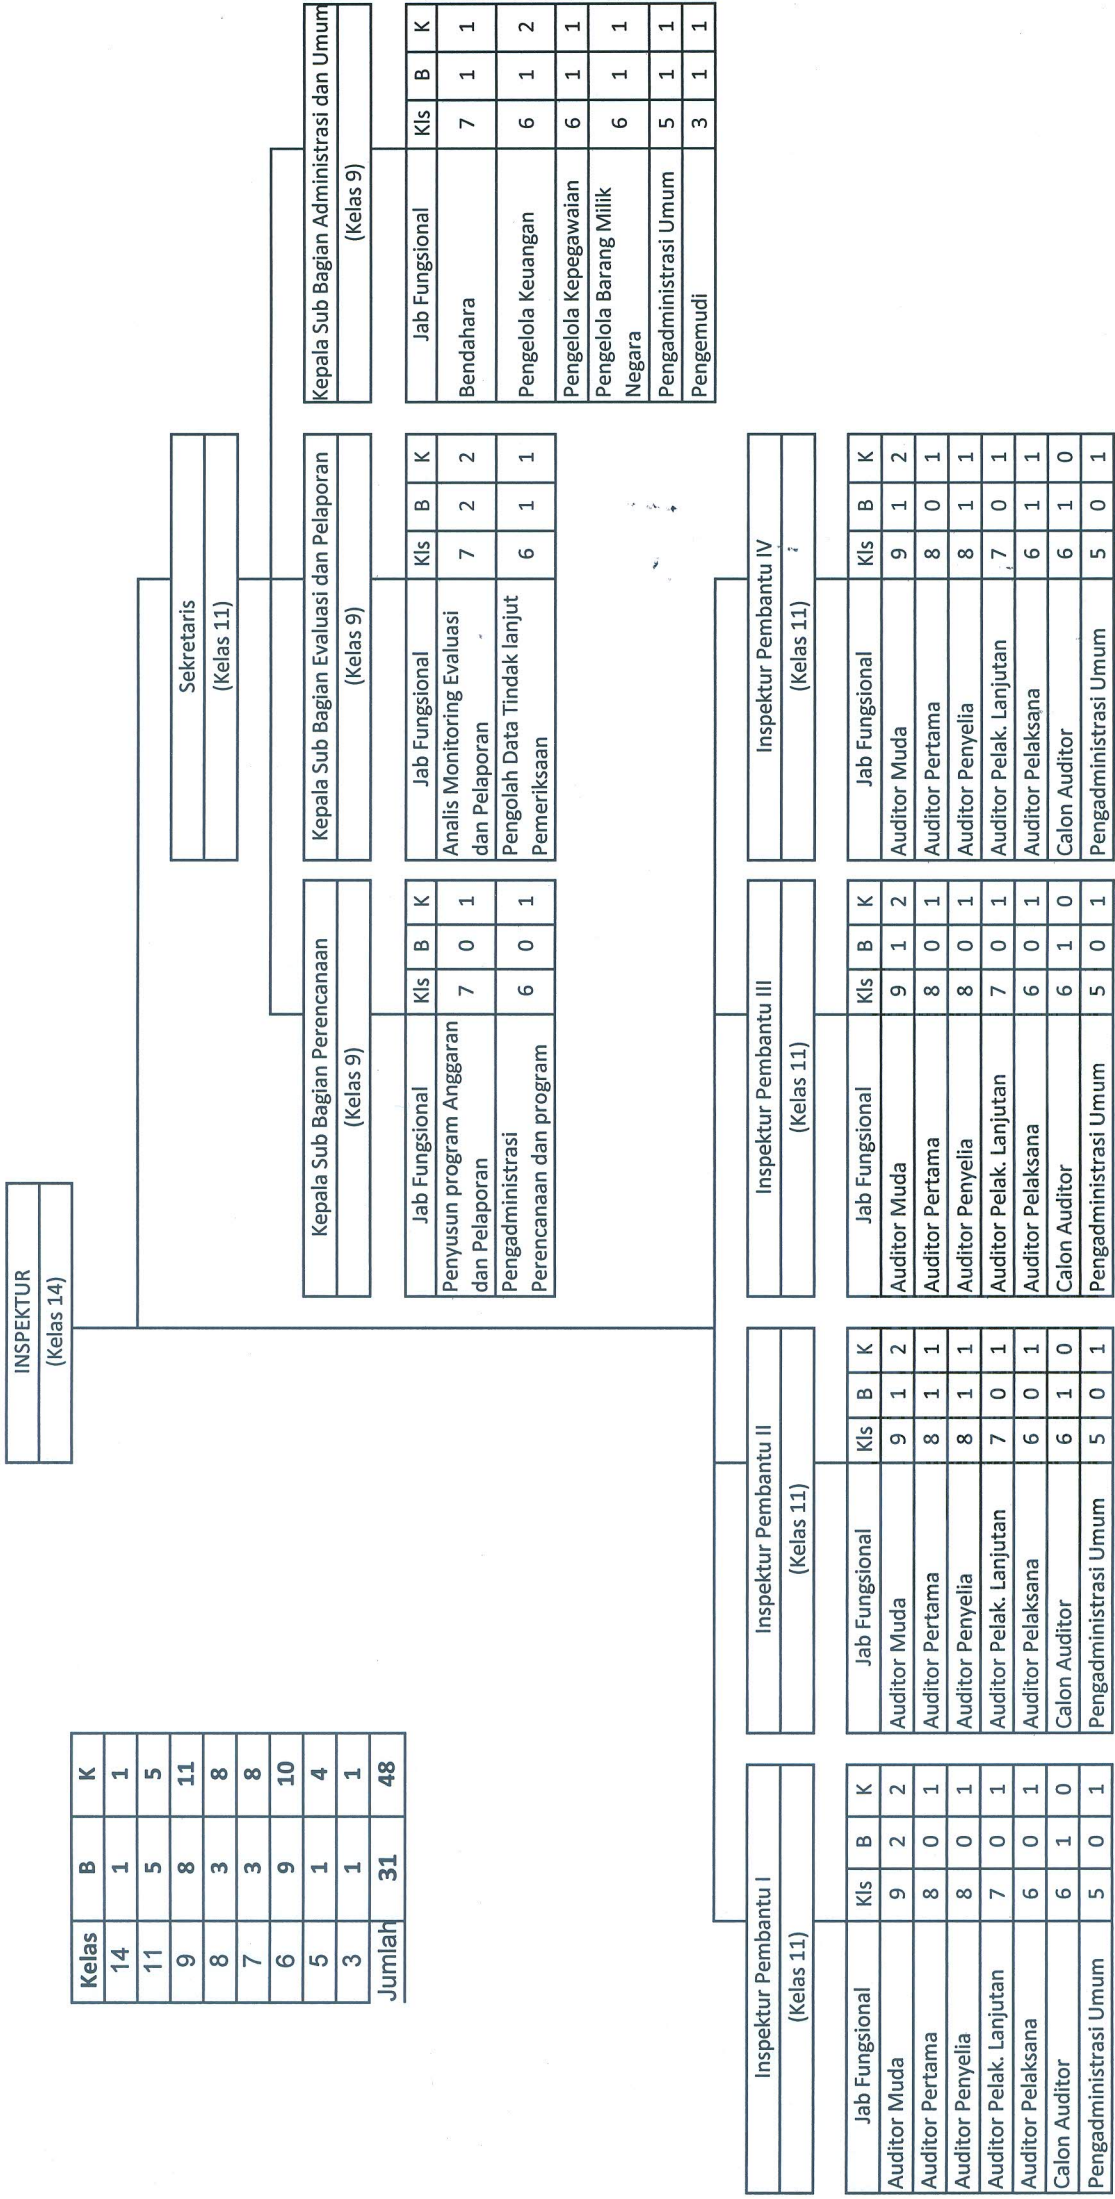 INSPEKTUR
(Kelas 14)
Kelas B K
14 1 1
11 5 5
9 8 11
8 3 8
7 3 8
6 9 10
5 1 4
3 1 1
Jumlah 31 48
Sekretaris
(Kelas 11)
Kepala Sub Bagian Perencanaan
(Kelas 9)
Jab Fungsional Kls B K
Penyusun program Anggaran
dan Pelaporan 7 0 1
Pengadministrasi
Perencanaan dan program 6 0 1
Kepala Sub Bagian Evaluasi dan Pelaporan
(Kelas 9)
Jab Fungsional Kls B K
Analis Monitoring Evaluasi
dan Pelaporan 7 2 2
Pengolah Data Tindak lanjut
Pemeriksaan 6 1 1
Kepala Sub Bagian Administrasi dan Umum
(Kelas 9)
Jab Fungsional Kls B K
Bendahara 7 1 1
Pengelola Keuangan 6 1 2
Pengelola Kepegawaian 6 1 1
Pengelola Barang Milik
Negara 6 1 1
Pengadministrasi Umum 5 1 1
Pengemudi 3 1 1
Inspektur Pembantu I
(Kelas 11)
Jab Fungsional Kls B K
Auditor Muda 9 2 2
Auditor Pertama 8 0 1
Auditor Penyelia 8 0 1
Auditor Pelak. Lanjutan 7 0 1
Auditor Pelaksana 6 0 1
Calon Auditor 6 1 0
Pengadministrasi Umum 5 0 1
Inspektur Pembantu II
(Kelas 11)
Jab Fungsional Kls B K
Auditor Muda 9 1 2
Auditor Pertama 8 1 1
Auditor Penyelia 8 1 1
Auditor Pelak. Lanjutan 7 0 1
Auditor Pelaksana 6 0 1
Calon Auditor 6 1 0
Pengadministrasi Umum 5 0 1
Inspektur Pembantu III
(Kelas 11)
Jab Fungsional Kls B K
Auditor Muda 9 1 2
Auditor Pertama 8 0 1
Auditor Penyelia 8 0 1
Auditor Pelak. Lanjutan 7 0 1
Auditor Pelaksana 6 0 1
Calon Auditor 6 1 0
Pengadministrasi Umum 5 0 1
Inspektur Pembantu IV
(Kelas 11)
Jab Fungsional Kls B K
Auditor Muda 9 1 2
Auditor Pertama 8 0 1
Auditor Penyelia 8 1 1
Auditor Pelak. Lanjutan 7 0 1
Auditor Pelaksana 6 1 1
Calon Auditor 6 1 0
Pengadministrasi Umum 5 0 1